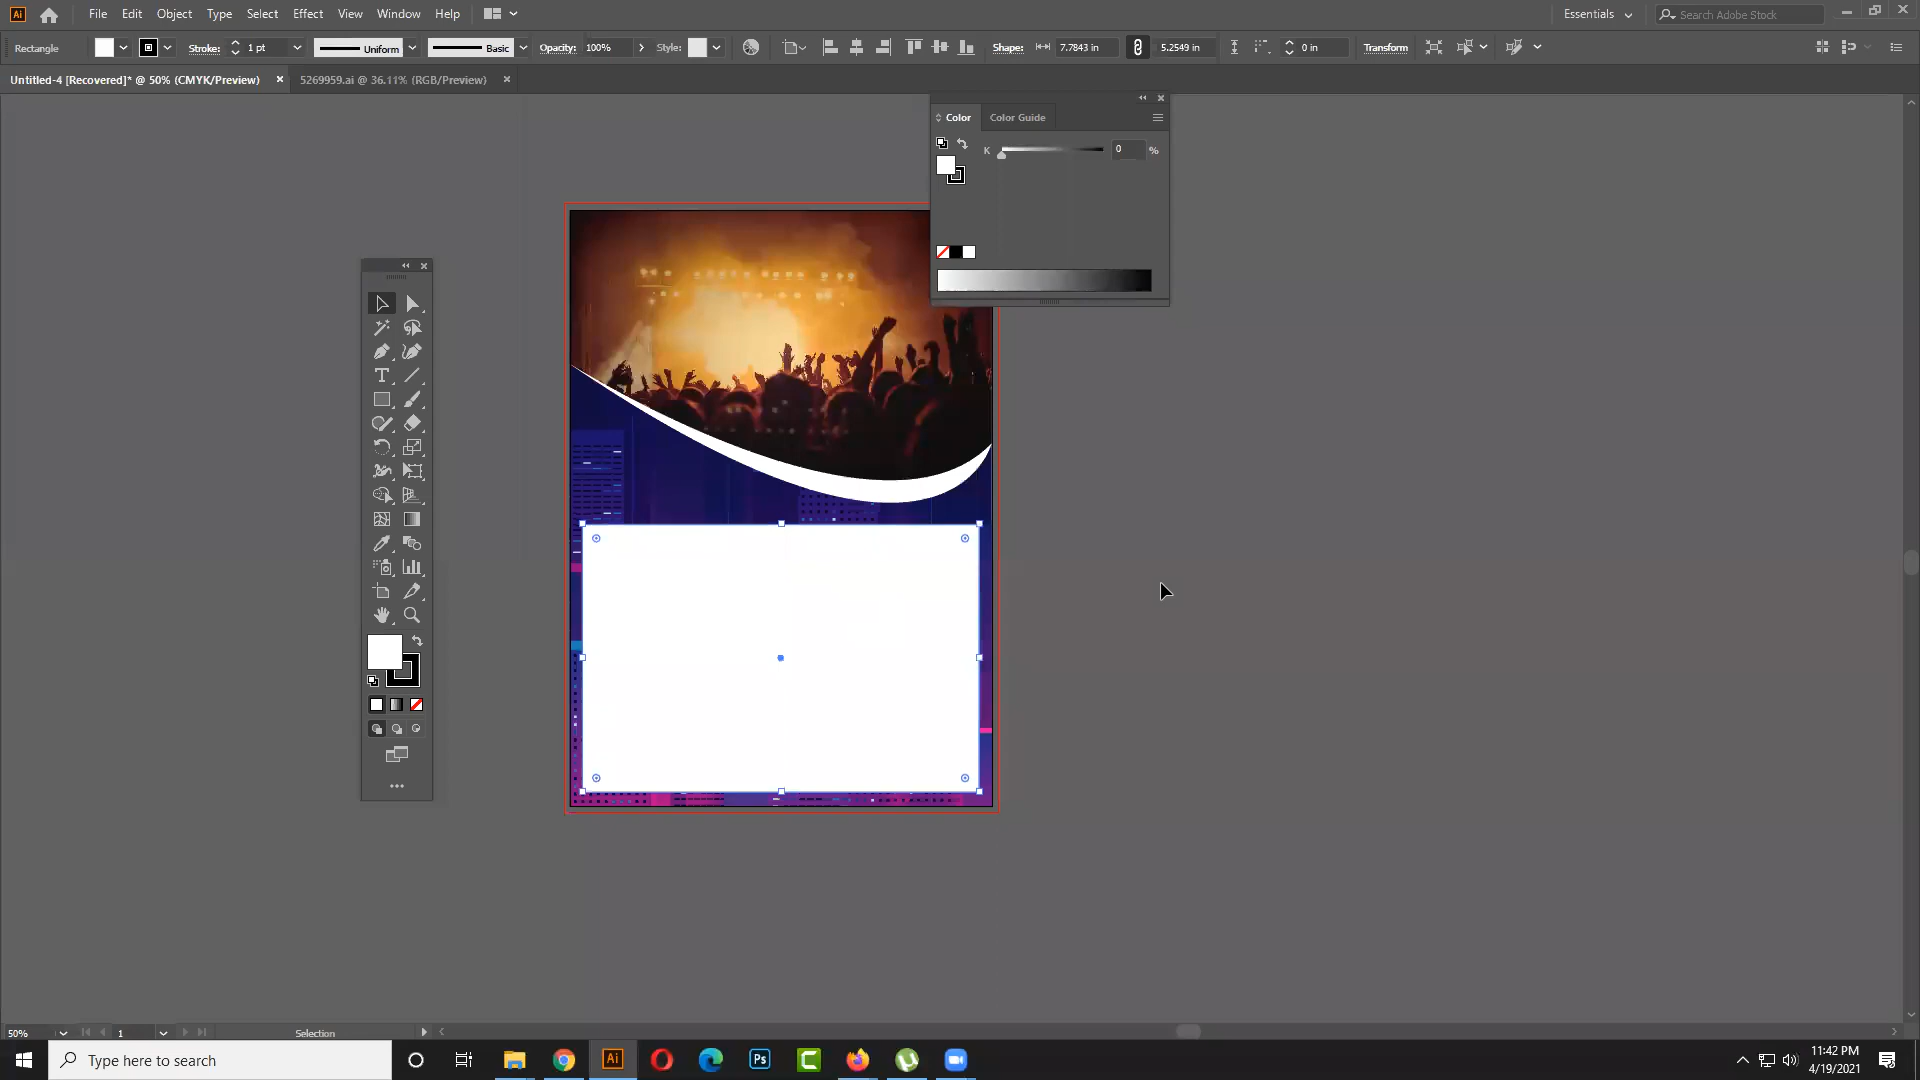 Ai File Edit Object Type Select Effect View Window Help Essentials Search Adobe Stock
Rectangle Stroke: 1 pt Uniform Basic Opacity: 100% Style: Shape: 7.7843 in 5.2549 in 0 in Transform
Untitled-4 [Recovered]* @ 50% (CMYK/Preview) 5269959.ai @ 36.11% (RGB/Preview)
Color Color Guide
K 0 %
50% 1 Selection
Type here to search Ai Ps
11:42 PM
4/19/2021